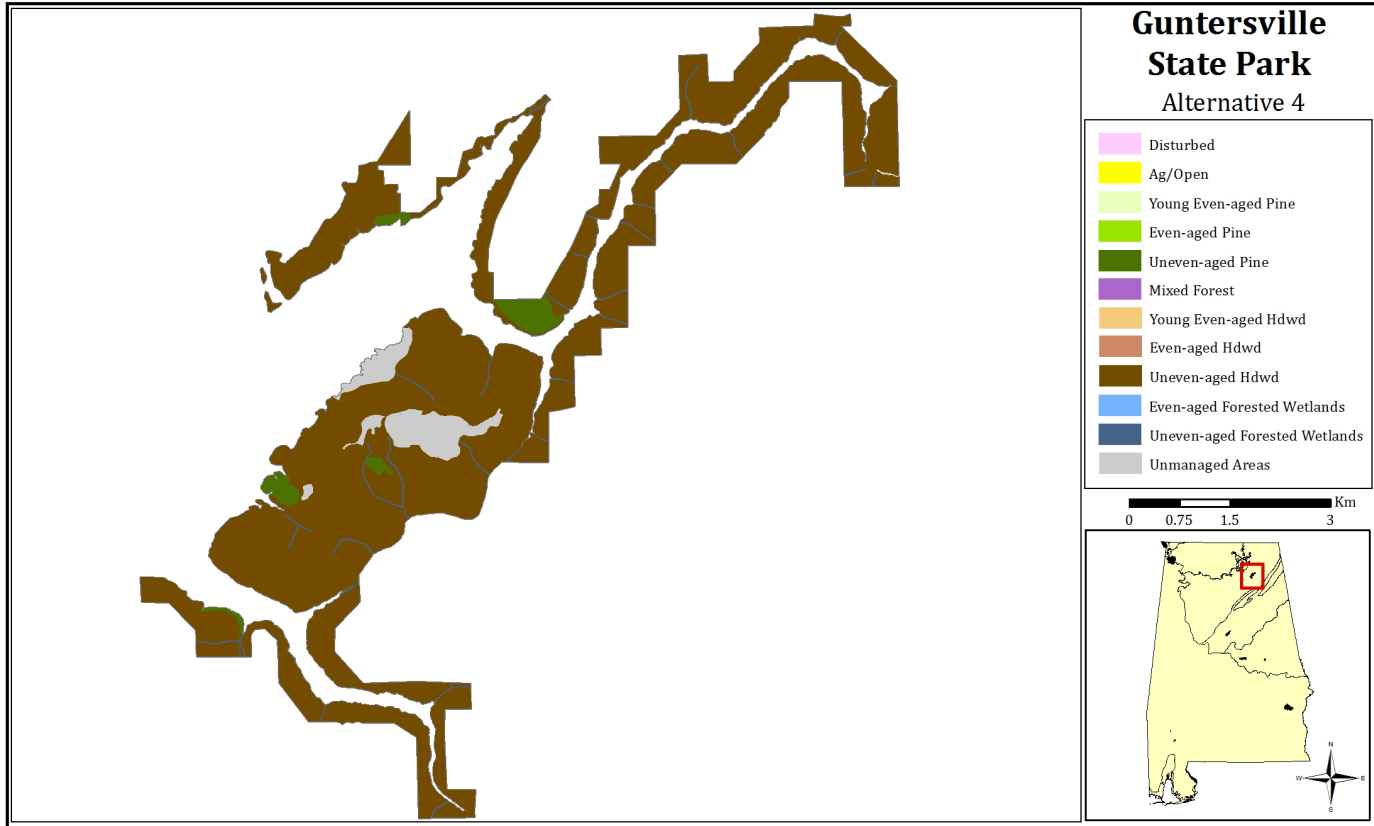 Guntersville
State Park
Alternative 4
Disturbed
Ag/Open
Young Even-aged Pine
Even-aged Pine
Uneven-aged Pine
Mixed Forest
Young Even-aged Hdwd
Even-aged Hdwd
Uneven-aged Hdwd
Even-aged Forested Wetlands
Uneven-aged Forested Wetlands
Unmanaged Areas
Km
0 0.75 1.5 3
N
W E
S